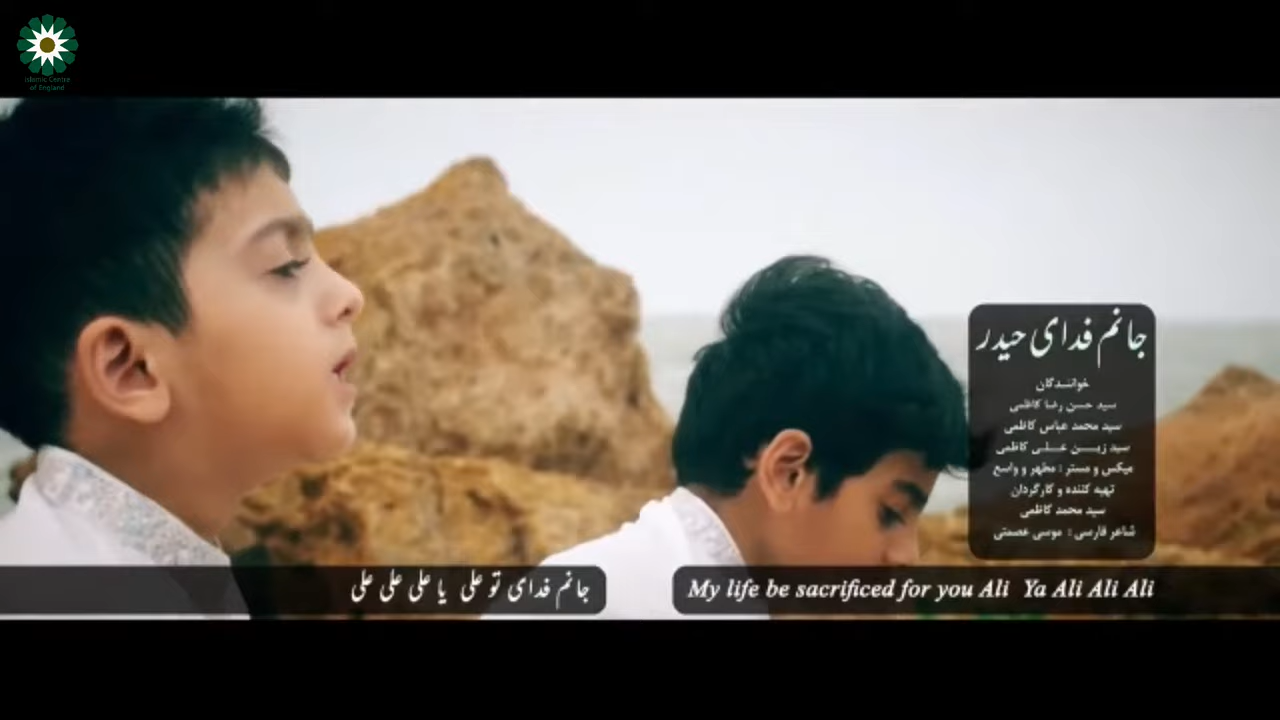 Islamic Centre
of England
جانم فدای حیدر
خوانندگان
سید حسن رضا کاظمی
سید محمد عباس کاظمی
سید زین علی کاظمی
میکس و مستر : مظهر و واسع
تهیه کننده و کارگردان
سید محمد کاظمی
شاعر فارسی : موسی عصمتی
جانم فدای تو علی یا علی علی علی
My life be sacrificed for you Ali Ya Ali Ali Ali